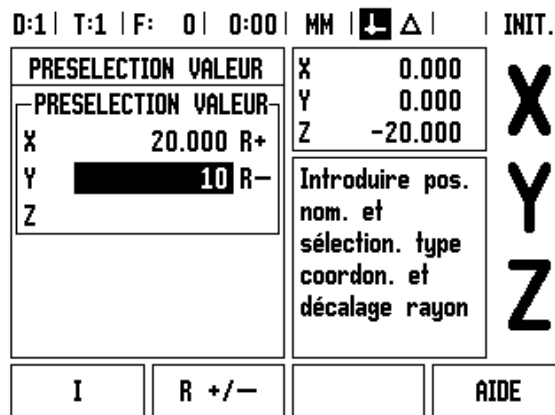 D:1| T:1 |F: 0| 0:00| MM | Δ| | INIT.
PRESELECTION VALEUR
PRESELECTION VALEUR
X 20.000 R+
Y 10 R–
Z
X 0.000
Y 0.000
Z -20.000
Introduire pos.
nom. et
sélection. type
coordon. et
décalage rayon
X
Y
Z
I
R +/–
AIDE